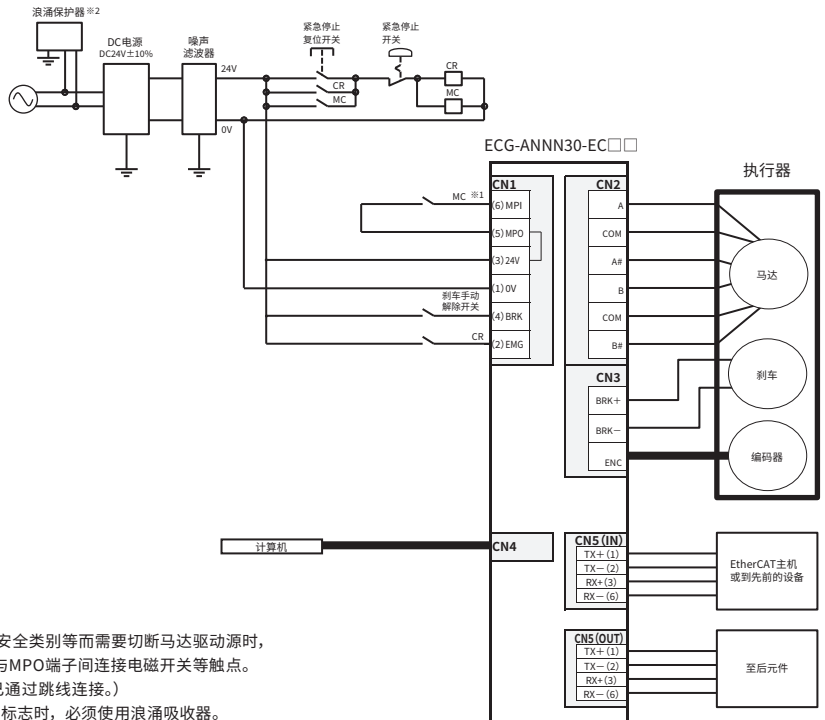 浪涌保护器※2
DC电源
DC24V±10%
噪声
滤波器
24V
0V
紧急停止
复位开关
紧急停止
开关
CR
MC
CR
MC
ECG-ANNN30-EC□□
执行器
CN1
MC ※1
(6)MPI
(5)MPO
(3)24V
(1)0V
刹车手动
解除开关
(4)BRK
CR
(2)EMG
CN2
A
COM
A#
B
COM
B#
马达
CN3
BRK+
BRK−
ENC
刹车
编码器
计算机
CN4
CN5(IN)
TX+(1)
TX−(2)
RX+(3)
RX−(6)
EtherCAT主机
或到先前的设备
CN5(OUT)
TX+(1)
TX−(2)
RX+(3)
RX−(6)
至后元件
安全类别等而需要切断马达驱动源时,
与MPO端子间连接电磁开关等触点。
已通过跳线连接。)
标志时,必须使用浪涌吸收器。